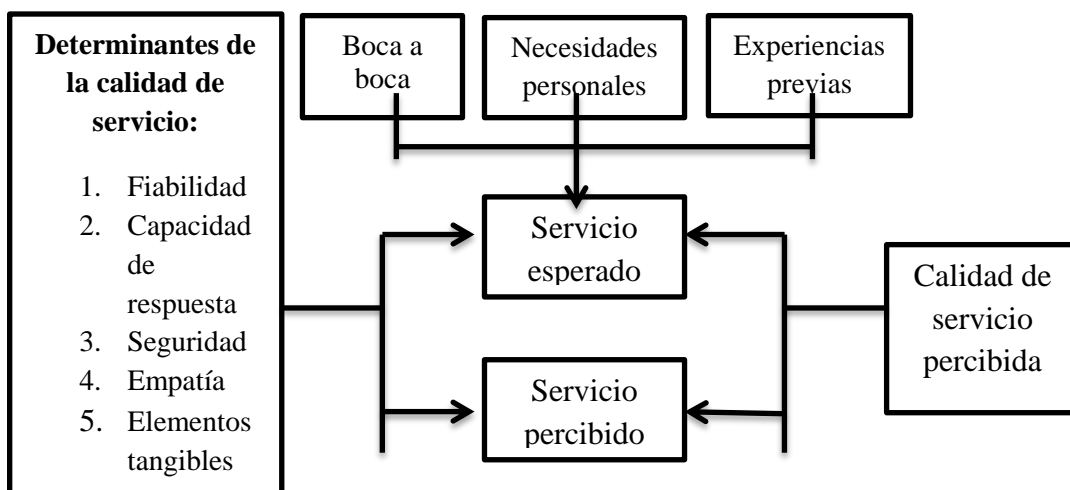 Determinantes de
la calidad de
servicio:
1. Fiabilidad
2. Capacidad
de
respuesta
3. Seguridad
4. Empatía
5. Elementos
tangibles
Boca a
boca
Necesidades
personales
Experiencias
previas
Servicio
esperado
Servicio
percibido
Calidad de
servicio
percibida